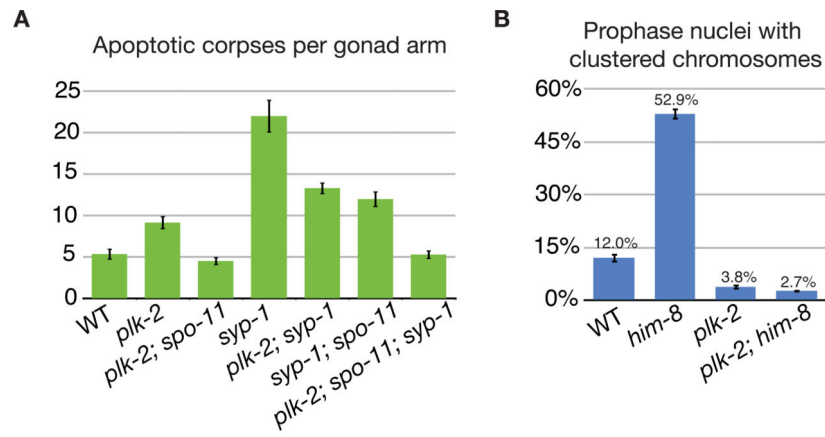 A
Apoptotic corpses per gonad arm
25
20
15
10
5
0
WT
plk-2
plk-2; spo-11
syp-1
plk-2; syp-1
syp-1; spo-11
plk-2; spo-11; syp-1
B
Prophase nuclei with
clustered chromosomes
60%
45%
30%
15%
0%
12.0%
52.9%
3.8%
2.7%
WT
him-8
plk-2
plk-2; him-8